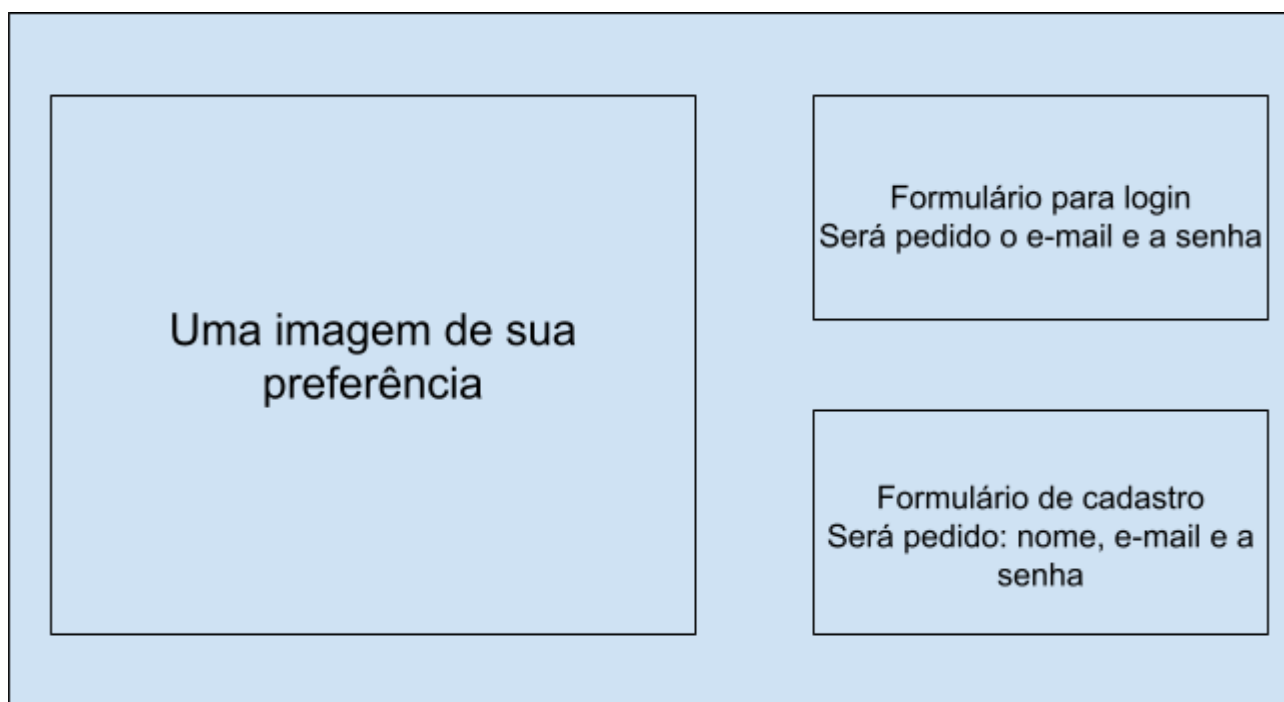 Uma imagem de sua
preferência
Formulário para login
Será pedido o e-mail e a senha
Formulário de cadastro
Será pedido: nome, e-mail e a
senha